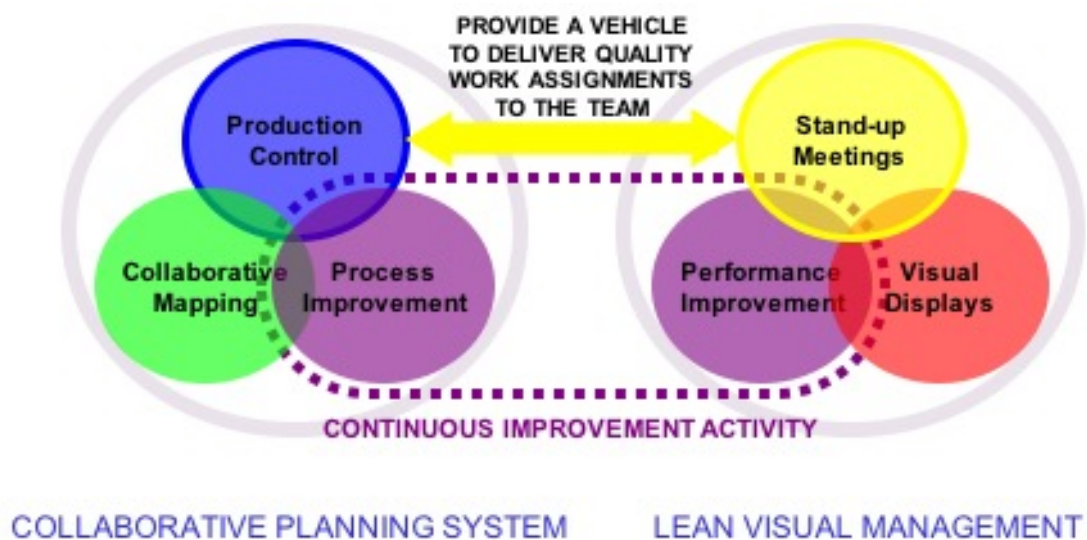 PROVIDE A VEHICLE
TO DELIVER QUALITY
WORK ASSIGNMENTS
TO THE TEAM
Production
Control
Stand-up
Meetings
Collaborative
Mapping
Process
Improvement
Performance
Improvement
Visual
Displays
CONTINUOUS IMPROVEMENT ACTIVITY
COLLABORATIVE PLANNING SYSTEM
LEAN VISUAL MANAGEMENT